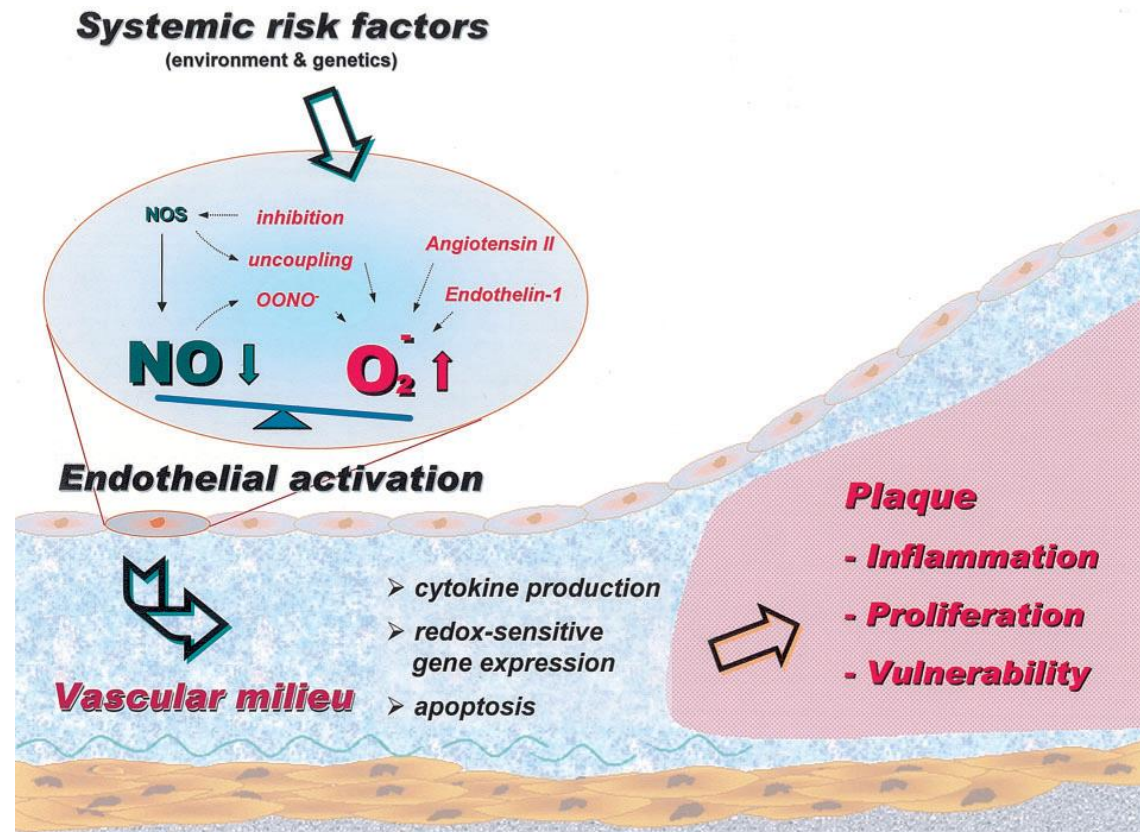 Systemic risk factors
(environment & genetics)
NOS
inhibition
uncoupling
OONO-
Angiotensin II
Endothelin-1
NO
O2-
Endothelial activation
Vascular milieu
➢ cytokine production
➢ redox-sensitive
gene expression
➢ apoptosis
Plaque
- Inflammation
- Proliferation
- Vulnerability